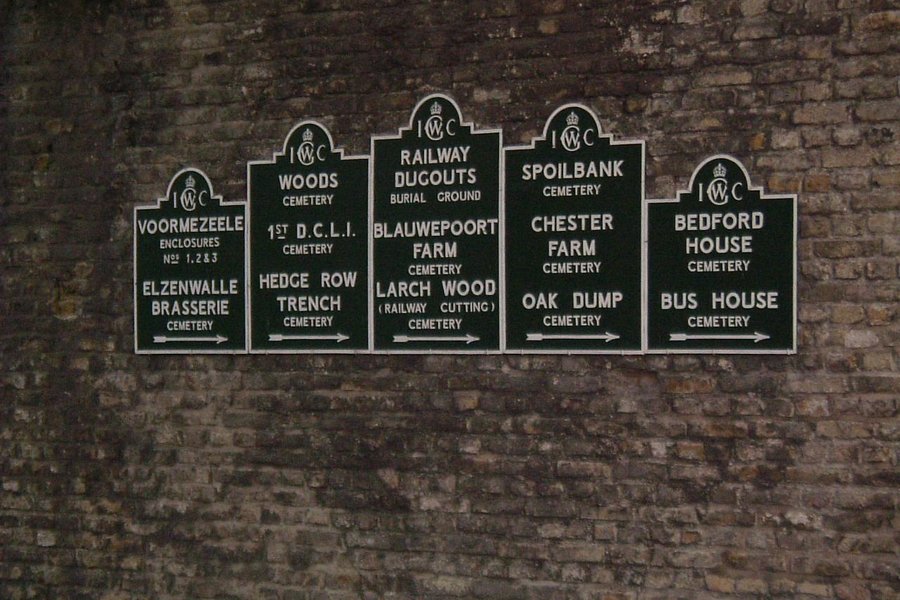 IWC
VOORMEZEELE
ENCLOSURES
NOS 1, 2 & 3
ELZENWALLE
BRASSERIE
CEMETERY
IWC
WOODS
CEMETERY
1ST D.C.L.I.
CEMETERY
HEDGE ROW
TRENCH
CEMETERY
IWC
RAILWAY
DUGOUTS
BURIAL GROUND
BLAUWEPOORT
FARM
CEMETERY
LARCH WOOD
(RAILWAY CUTTING)
CEMETERY
IWC
SPOILBANK
CEMETERY
CHESTER
FARM
CEMETERY
OAK DUMP
CEMETERY
IWC
BEDFORD
HOUSE
CEMETERY
BUS HOUSE
CEMETERY